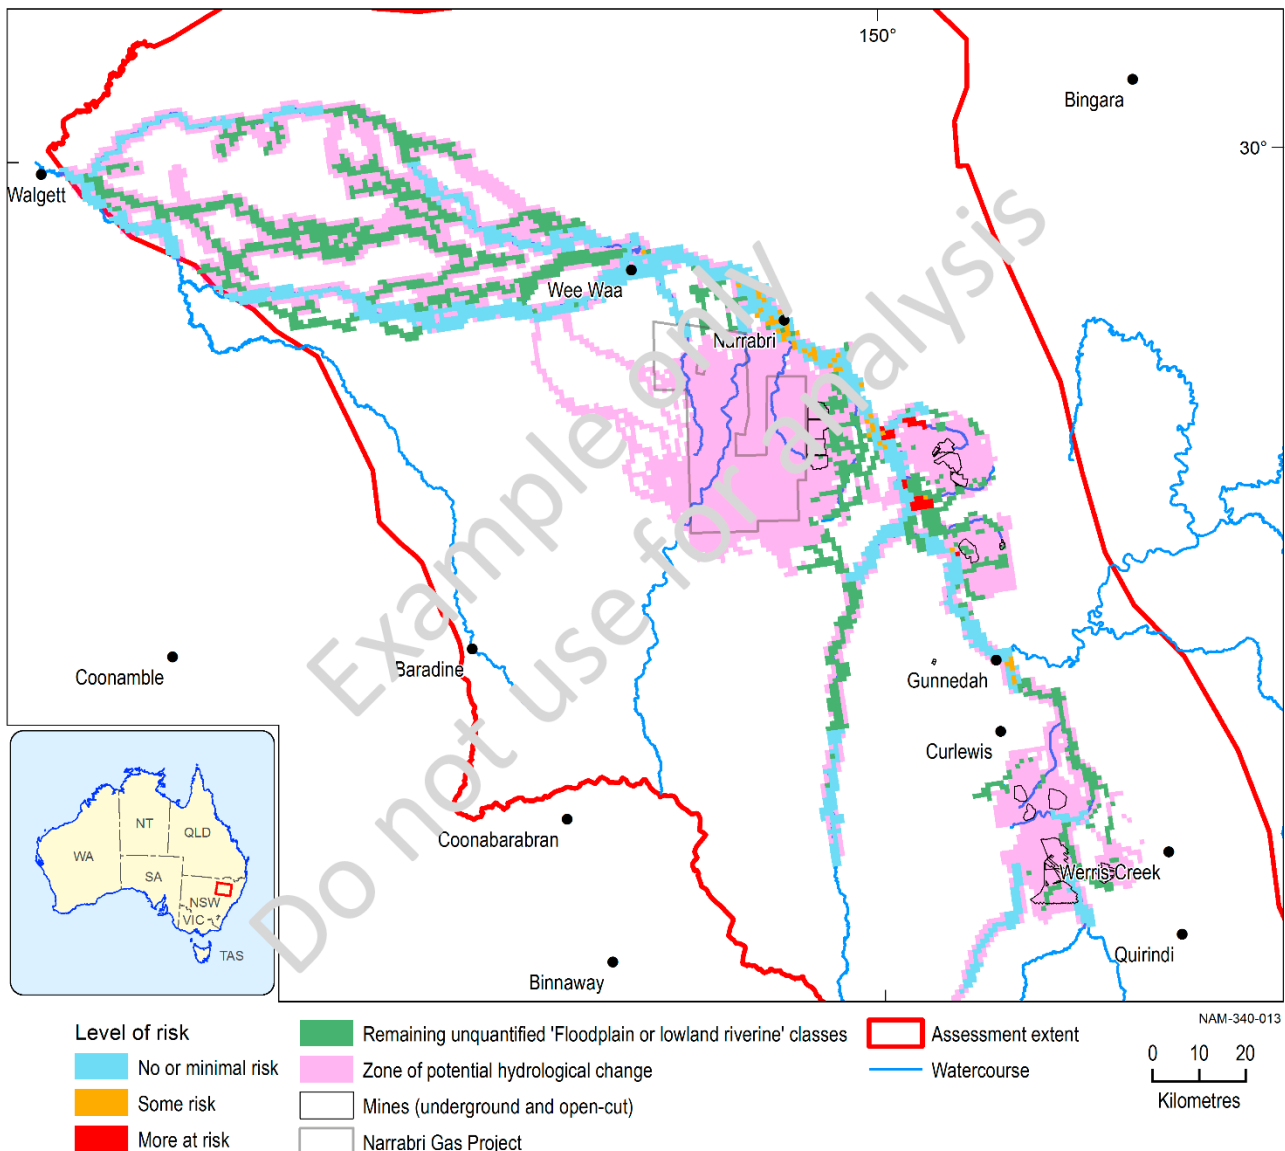 150°
Bingara
30°
Walgett
Wee Waa
Narrabri
Example only
Do not use for analysis
Coonamble
Baradine
Gunnedah
Curlewis
Coonabarabran
Werris Creek
Quirindi
Binnaway
NT
QLD
WA
SA
NSW
VIC
TAS
NAM-340-013
Level of risk
No or minimal risk
Some risk
More at risk
Remaining unquantified 'Floodplain or lowland riverine' classes
Zone of potential hydrological change
Mines (underground and open-cut)
Narrabri Gas Project
Assessment extent
Watercourse
0 10 20
Kilometres